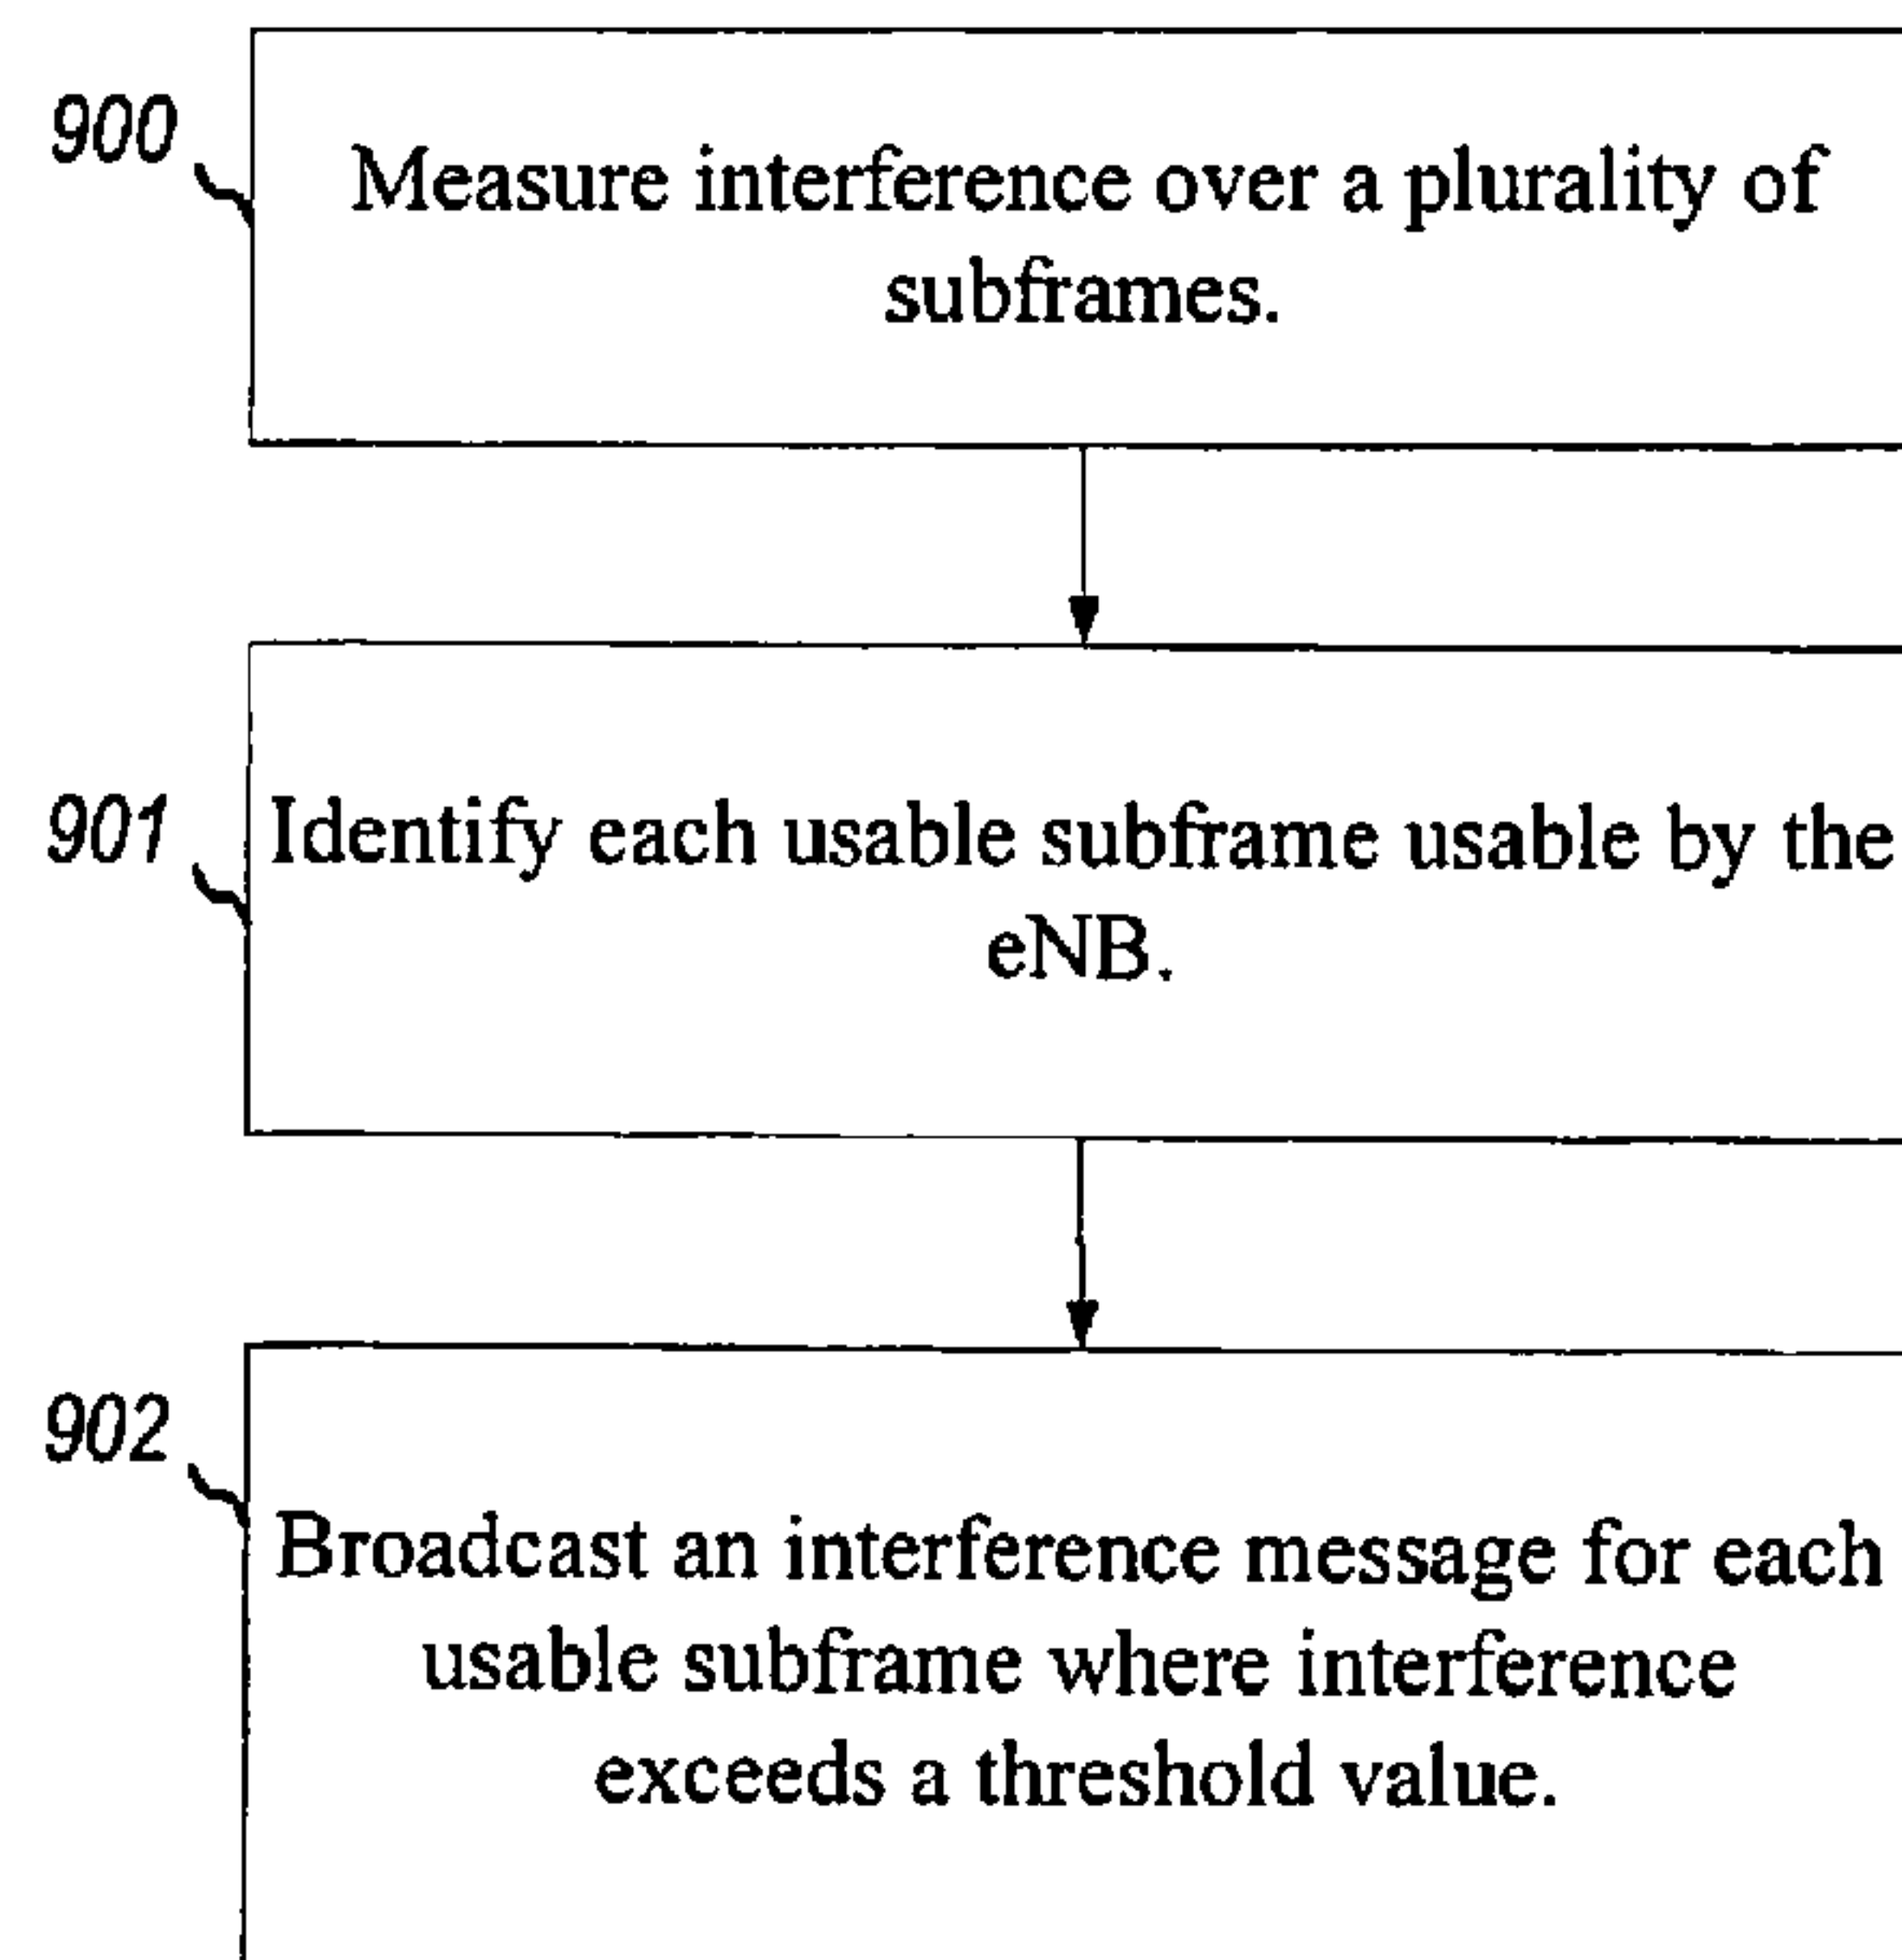 900
Measure interference over a plurality of
subframes.
901
Identify each usable subframe usable by the
eNB.
902
Broadcast an interference message for each
usable subframe where interference
exceeds a threshold value.